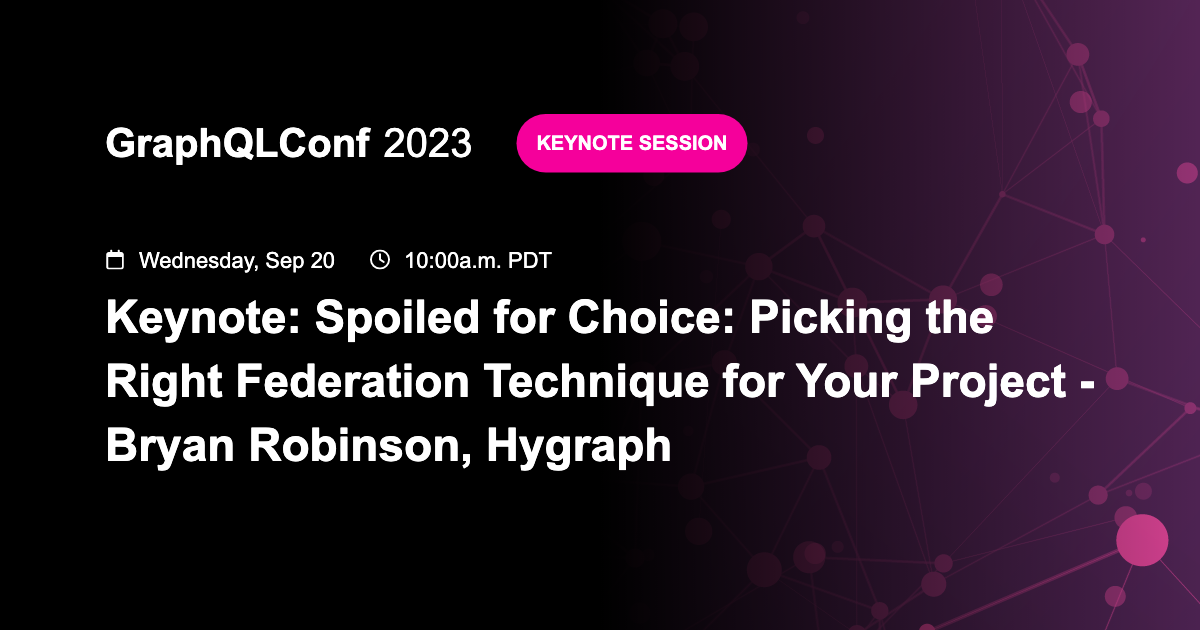 GraphQLConf 2023 KEYNOTE SESSION
Wednesday, Sep 20 10:00a.m. PDT
Keynote: Spoiled for Choice: Picking the
Right Federation Technique for Your Project -
Bryan Robinson, Hygraph